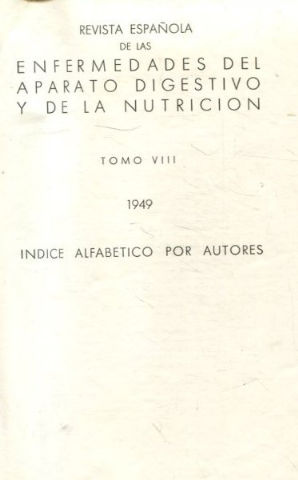 REVISTA ESPAÑOLA
DE LAS
ENFERMEDADES DEL
APARATO DIGESTIVO
Y DE LA NUTRICION
TOMO VIII
1949
INDICE ALFABETICO POR AUTORES